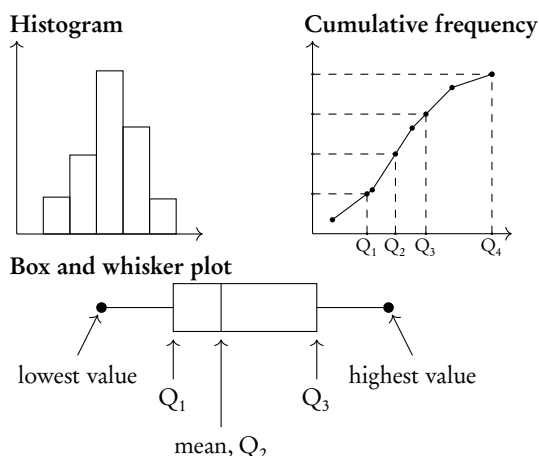 Histogram
Cumulative frequency
Q1 Q2 Q3 Q4
Box and whisker plot
lowest value
highest value
Q1
Q3
mean, Q2